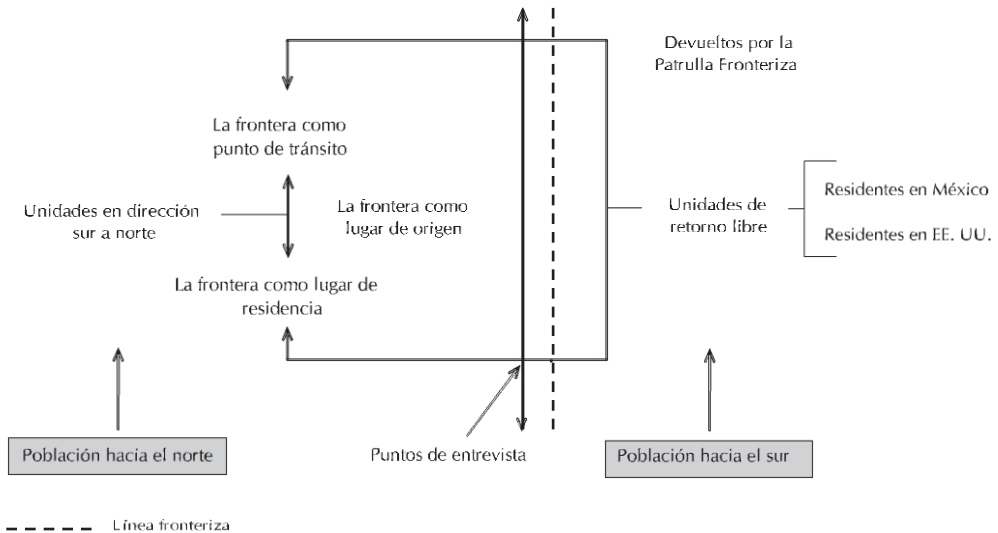 Devueltos por la
Patrulla Fronteriza
La frontera como
punto de tránsito
Unidades en dirección
sur a norte
La frontera como
lugar de origen
Unidades de
retorno libre
Residentes en México
Residentes en EE. UU.
La frontera como lugar de
residencia
Población hacia el norte
Puntos de entrevista
Población hacia el sur
Línea fronteriza